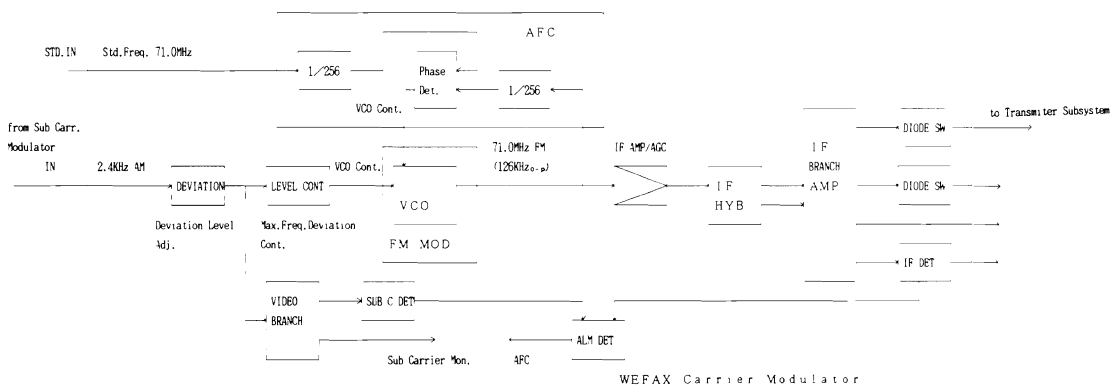 AFC
STD.IN Std.Freq. 71.0MHz
1/256
Phase
Det.
1/256
VCO Cont.
to Transmiter Subsystem
from Sub Carr.
Modulator
IN 2.4KHz AM
VCO Cont.
71.0MHz FM
(126KHz₀₋ₚ)
IF AMP/AGC
IF
BRANCH
AMP
DIODE SW
DEVIATION
LEVEL CONT
VCO
IF
HYB
DIODE SW
Deviation Level
Adj.
Max.Freq.Deviation
Cont.
FM MOD
IF DET
VIDEO
BRANCH
SUB C DET
ALM DET
Sub Carrier Mon.
AFC
WEFAX Carrier Modulator